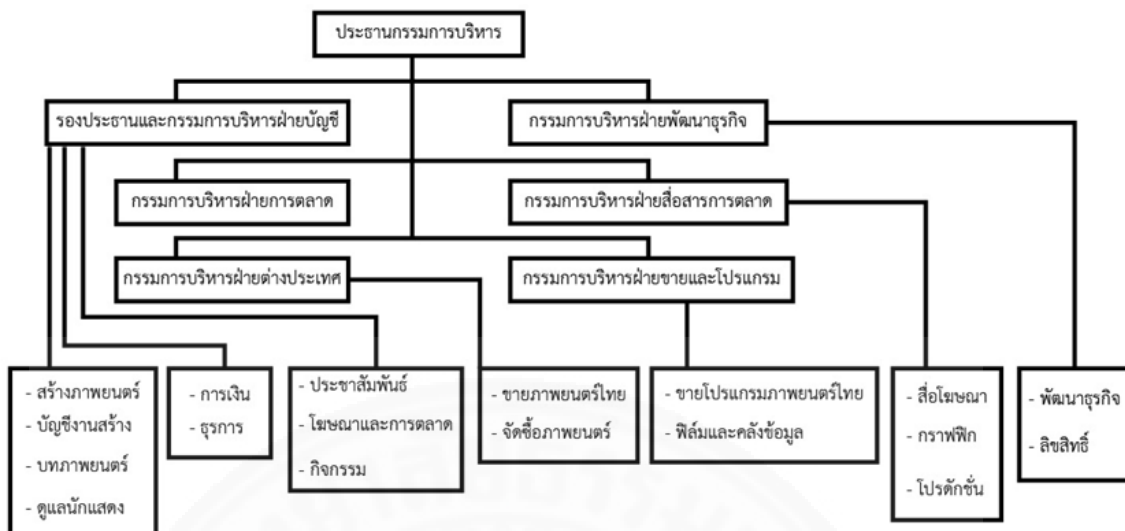 ประธานกรรมการบริหาร
รองประธานและกรรมการบริหารฝ่ายบัญชี
กรรมการบริหารฝ่ายพัฒนาธุรกิจ
กรรมการบริหารฝ่ายการตลาด
กรรมการบริหารฝ่ายสื่อสารการตลาด
กรรมการบริหารฝ่ายต่างประเทศ
กรรมการบริหารฝ่ายขายและโปรแกรม
- สร้างภาพยนตร์
- บัญชีงานสร้าง
- บทภาพยนตร์
- ดูแลนักแสดง
- การเงิน
- ธุรการ
- ประชาสัมพันธ์
- โฆษณาและการตลาด
- กิจกรรม
- ขายภาพยนตร์ไทย
- จัดซื้อภาพยนตร์
- ขายโปรแกรมภาพยนตร์ไทย
- ฟิล์มและคลังข้อมูล
- สื่อโฆษณา
- กราฟฟิก
- โปรดักชั่น
- พัฒนาธุรกิจ
- ลิขสิทธิ์